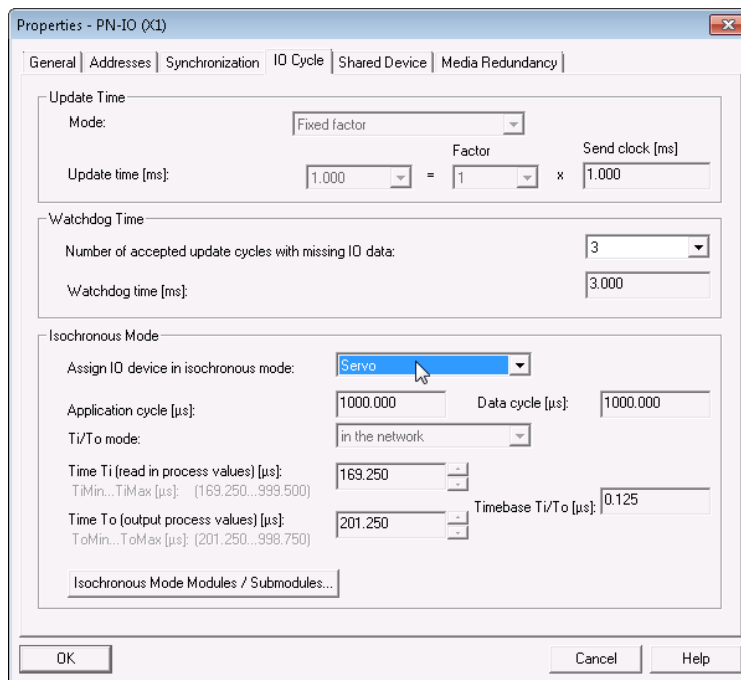 Properties - PN-IO (X1)
General Addresses Synchronization IO Cycle Shared Device Media Redundancy
Update Time
Mode: Fixed factor
Factor Send clock [ms]
Update time [ms]: 1.000 = 1 x 1.000
Watchdog Time
Number of accepted update cycles with missing IO data: 3
Watchdog time [ms]: 3.000
Isochronous Mode
Assign IO device in isochronous mode: Servo
Application cycle [µs]: 1000.000 Data cycle [µs]: 1000.000
Ti/To mode: in the network
Time Ti (read in process values) [µs]: 169.250
TiMin...TiMax [µs]: (169.250...999.500)
Timebase Ti/To [µs]: 0.125
Time To (output process values) [µs]: 201.250
ToMin...ToMax [µs]: (201.250...998.750)
Isochronous Mode Modules / Submodules...
OK Cancel Help